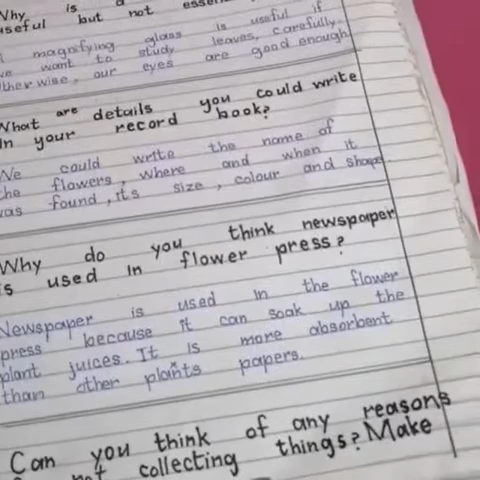 Why is a
useful but not
magnifying glass is useful if
we want to study leaves, carefully.
Otherwise, our eyes are good enough
What are details you could write
in your record book?
We could write the name of
the flowers, where and when it
was found, its size, colour and shape
Why do you think newspaper
is used in flower press?
Newspaper is used in the flower
press because it can soak up the
plant juices. It is more absorbent
than other plants papers.
Can you think of any reasons
not collecting things? Make